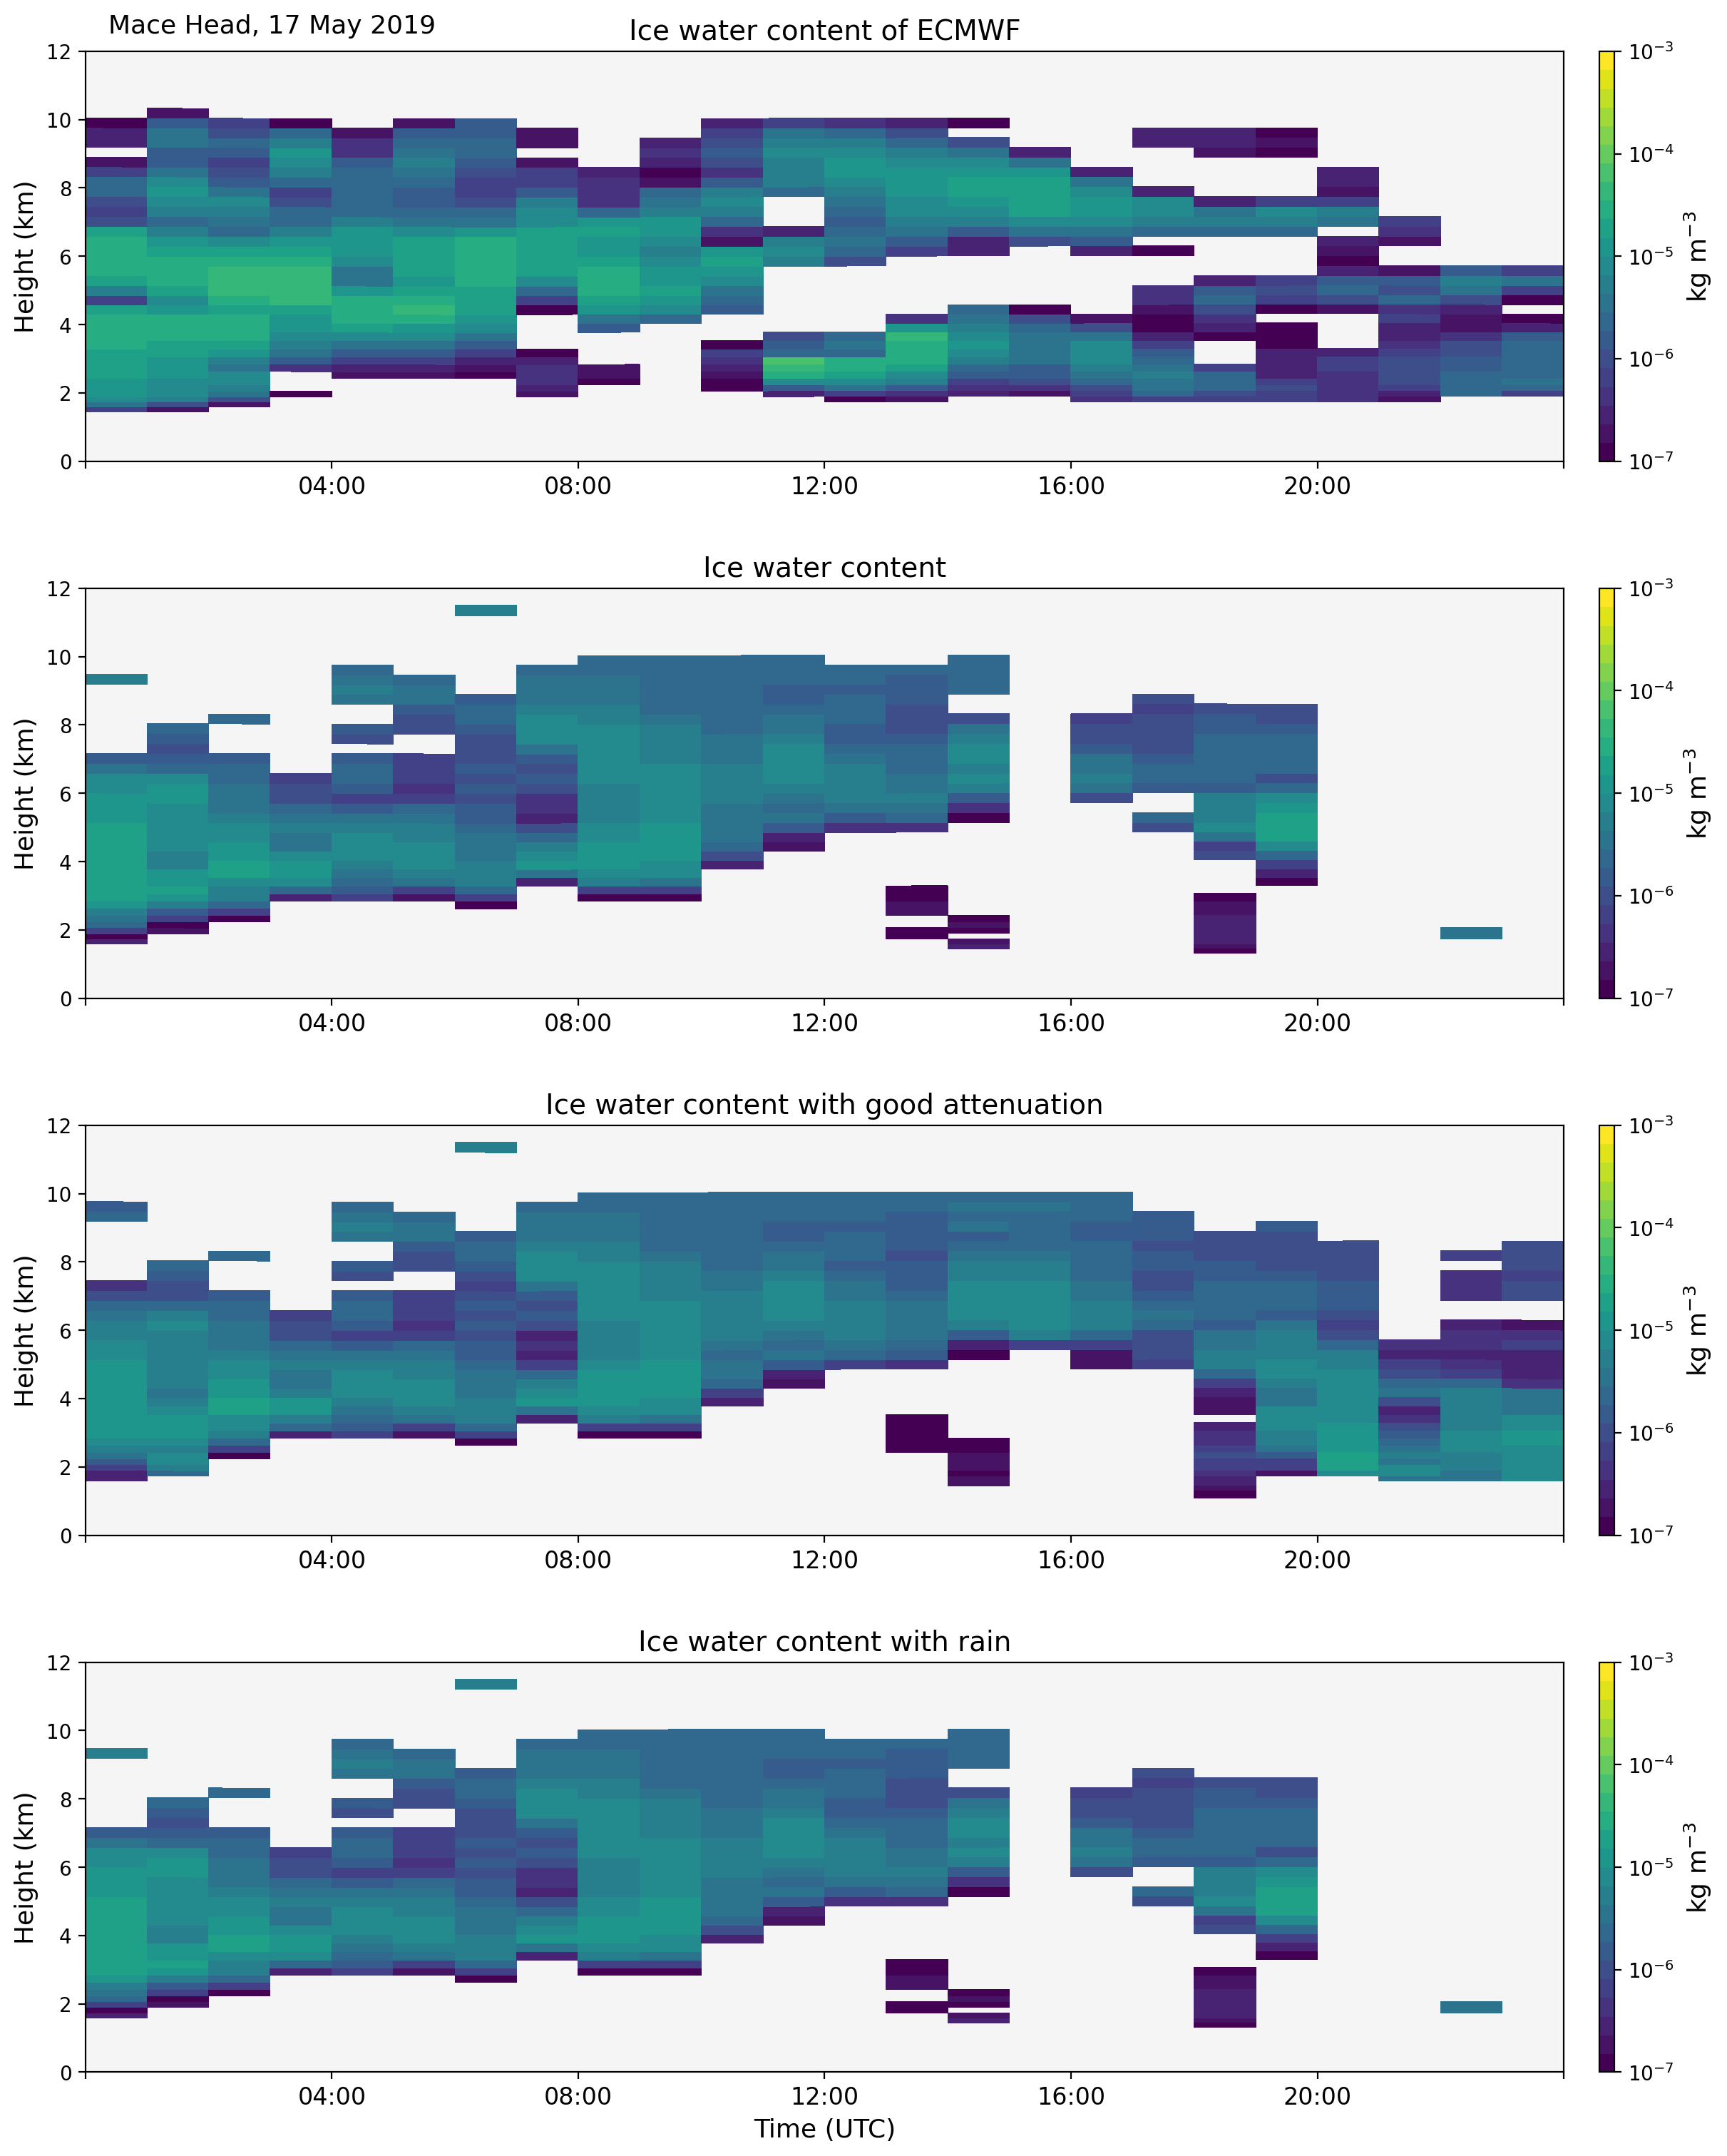 Mace Head, 17 May 2019
Ice water content of ECMWF
Height (km)
12
10
8
6
4
2
0
04:00 08:00 12:00 16:00 20:00
10⁻³
10⁻⁴
10⁻⁵
10⁻⁶
10⁻⁷
kg m⁻³
Ice water content
Height (km)
12
10
8
6
4
2
0
04:00 08:00 12:00 16:00 20:00
10⁻³
10⁻⁴
10⁻⁵
10⁻⁶
10⁻⁷
kg m⁻³
Ice water content with good attenuation
Height (km)
12
10
8
6
4
2
0
04:00 08:00 12:00 16:00 20:00
10⁻³
10⁻⁴
10⁻⁵
10⁻⁶
10⁻⁷
kg m⁻³
Ice water content with rain
Height (km)
12
10
8
6
4
2
0
04:00 08:00 12:00 16:00 20:00
Time (UTC)
10⁻³
10⁻⁴
10⁻⁵
10⁻⁶
10⁻⁷
kg m⁻³